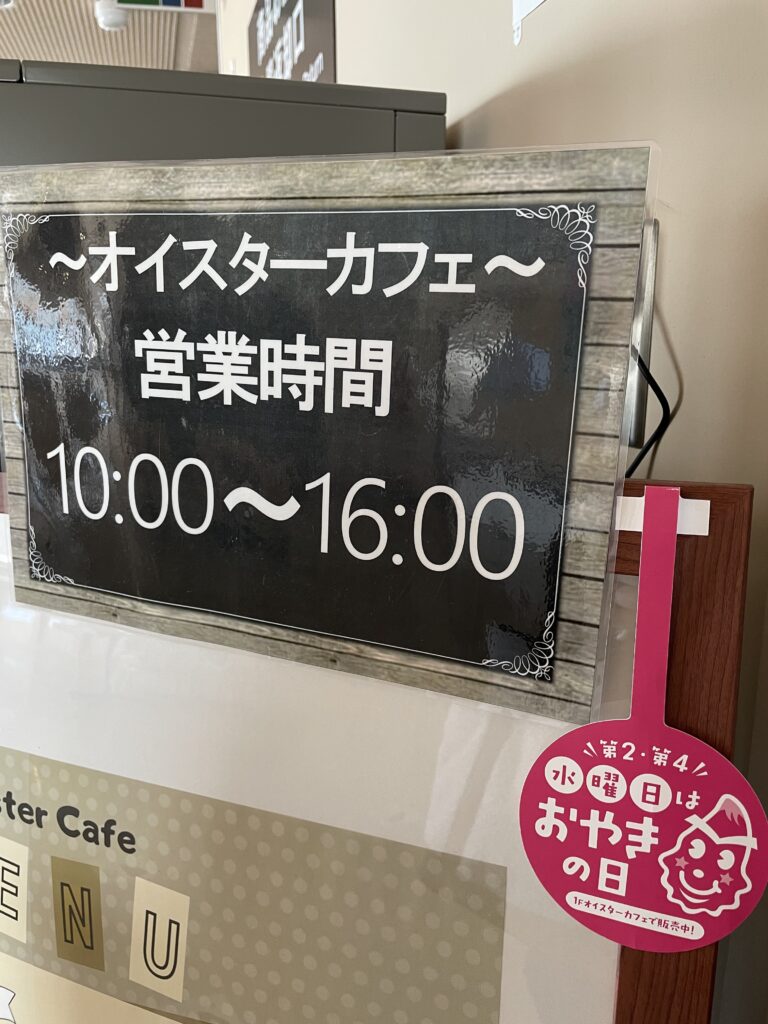 ～オイスターカフェ～
営業時間
10:00～16:00
第2・第4
水曜日は
おやき
の日
1Fオイスターカフェで販売中!
ster Cafe
ENU